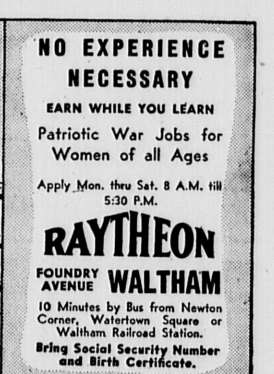 NO EXPERIENCE
NECESSARY
EARN WHILE YOU LEARN
Patriotic War Jobs for
Women of all Ages
Apply Mon. thru Sat. 8 A.M. till
5:30 P.M.
RAYTHEON
FOUNDRY
AVENUE WALTHAM
10 Minutes by Bus from Newton
Corner, Watertown Square or
Waltham Railroad Station.
Bring Social Security Number
and Birth Certificate.